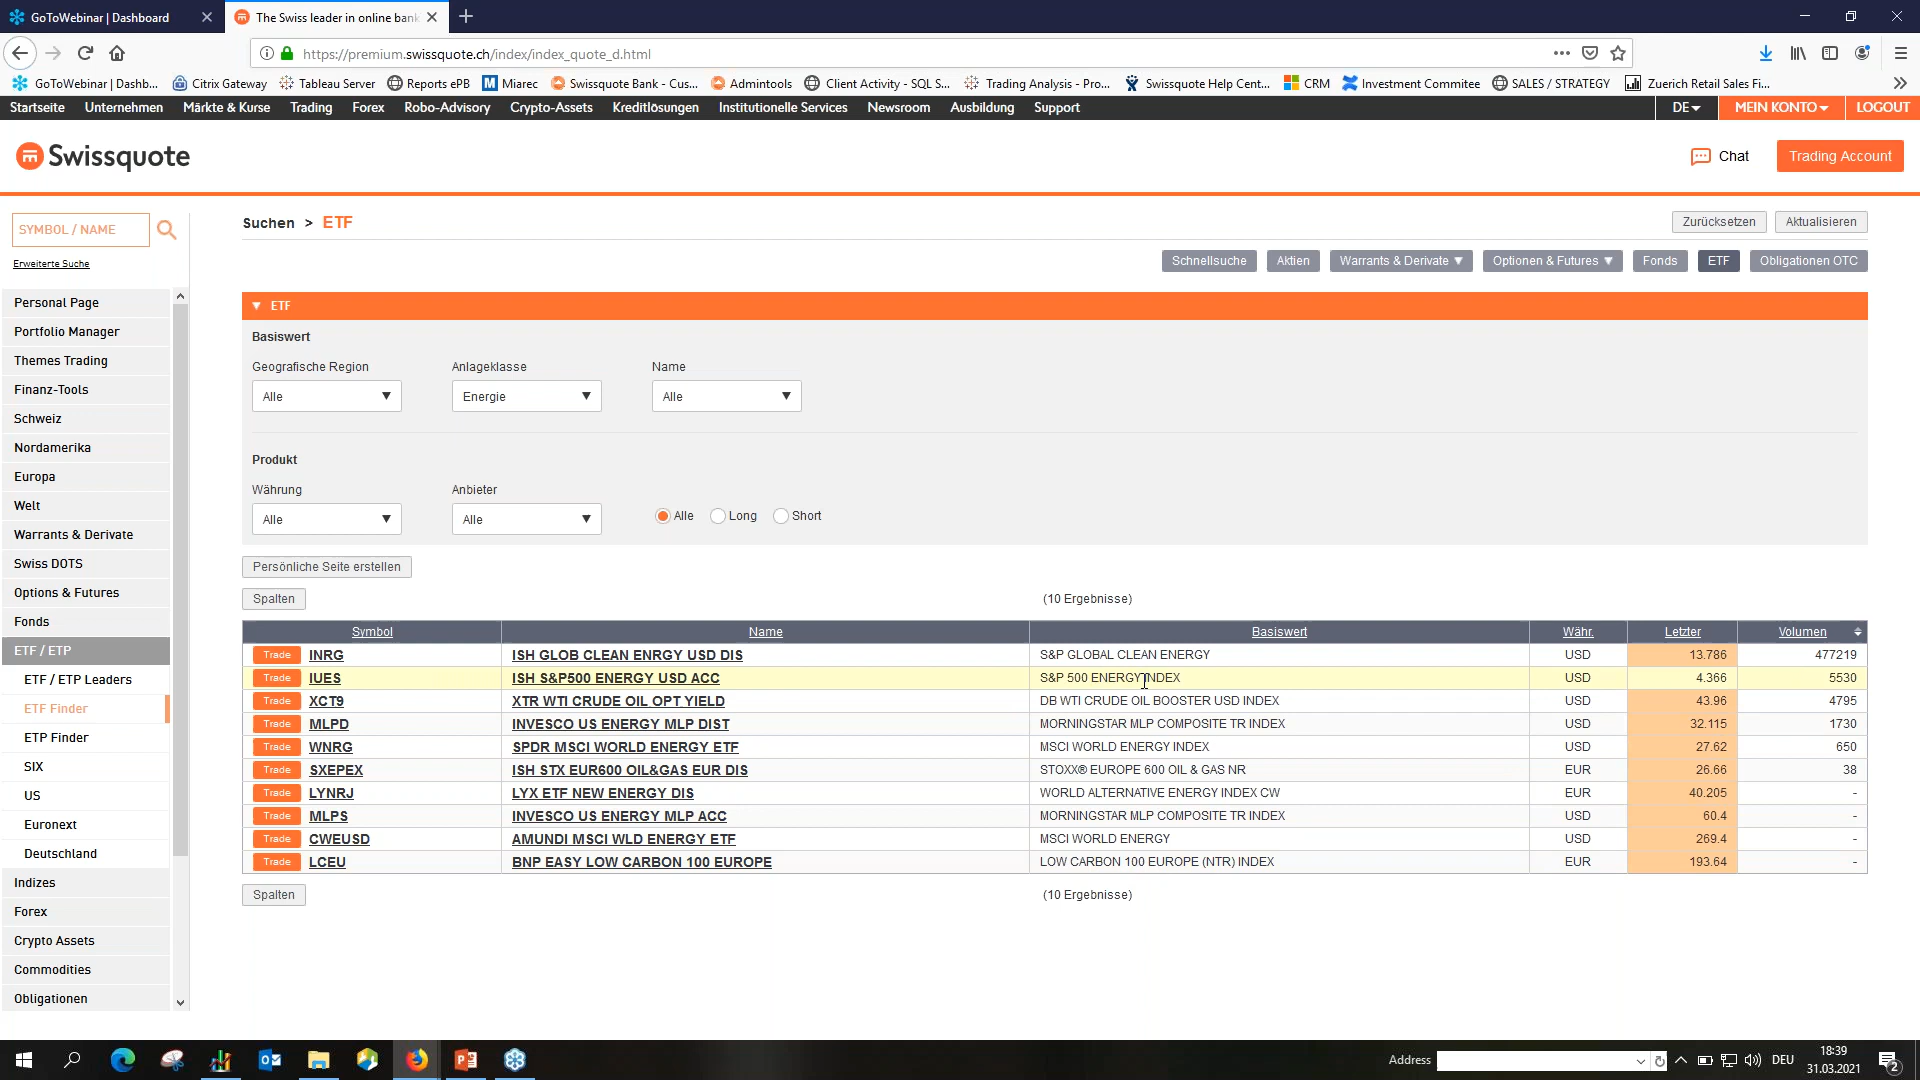 GoToWebinar | Dashboard
The Swiss leader in online bank
https://premium.swissquote.ch/index/index_quote_d.html
GoToWebinar | Dashb... Citrix Gateway Tableau Server Reports ePB Miarec Swissquote Bank - Cus... Admintools Client Activity - SQL S... Trading Analysis - Pro... Swissquote Help Cent... CRM Investment Commitee SALES / STRATEGY Zuerich Retail Sales Fi...
Startseite Unternehmen Märkte & Kurse Trading Forex Robo-Advisory Crypto-Assets Kreditlösungen Institutionelle Services Newsroom Ausbildung Support DE MEIN KONTO LOGOUT
Swissquote
Chat
Trading Account
SYMBOL / NAME
Erweiterte Suche
Personal Page
Portfolio Manager
Themes Trading
Finanz-Tools
Schweiz
Nordamerika
Europa
Welt
Warrants & Derivate
Swiss DOTS
Options & Futures
Fonds
ETF / ETP
ETF / ETP Leaders
ETF Finder
ETP Finder
SIX
US
Euronext
Deutschland
Indizes
Forex
Crypto Assets
Commodities
Obligationen
Suchen > ETF
Zurücksetzen Aktualisieren
Schnellsuche Aktien Warrants & Derivate ▼ Optionen & Futures ▼ Fonds ETF Obligationen OTC
▼ ETF
Basiswert
Geografische Region Anlageklasse Name
Alle Energie Alle
Produkt
Währung Anbieter
Alle Alle Alle Long Short
Persönliche Seite erstellen
Spalten (10 Ergebnisse)
Symbol Name Basiswert Währ. Letzter Volumen
Trade INRG ISH GLOB CLEAN ENRGY USD DIS S&P GLOBAL CLEAN ENERGY USD 13.786 477219
Trade IUES ISH S&P500 ENERGY USD ACC S&P 500 ENERGY INDEX USD 4.366 5530
Trade XCT9 XTR WTI CRUDE OIL OPT YIELD DB WTI CRUDE OIL BOOSTER USD INDEX USD 43.96 4795
Trade MLPD INVESCO US ENERGY MLP DIST MORNINGSTAR MLP COMPOSITE TR INDEX USD 32.115 1730
Trade WNRG SPDR MSCI WORLD ENERGY ETF MSCI WORLD ENERGY INDEX USD 27.62 650
Trade SXEPEX ISH STX EUR600 OIL&GAS EUR DIS STOXX® EUROPE 600 OIL & GAS NR EUR 26.66 38
Trade LYNRJ LYX ETF NEW ENERGY DIS WORLD ALTERNATIVE ENERGY INDEX CW EUR 40.205 -
Trade MLPS INVESCO US ENERGY MLP ACC MORNINGSTAR MLP COMPOSITE TR INDEX USD 60.4 -
Trade CWEUSD AMUNDI MSCI WLD ENERGY ETF MSCI WORLD ENERGY USD 269.4 -
Trade LCEU BNP EASY LOW CARBON 100 EUROPE LOW CARBON 100 EUROPE (NTR) INDEX EUR 193.64 -
Spalten (10 Ergebnisse)
Address DEU 18:39
31.03.2021
2